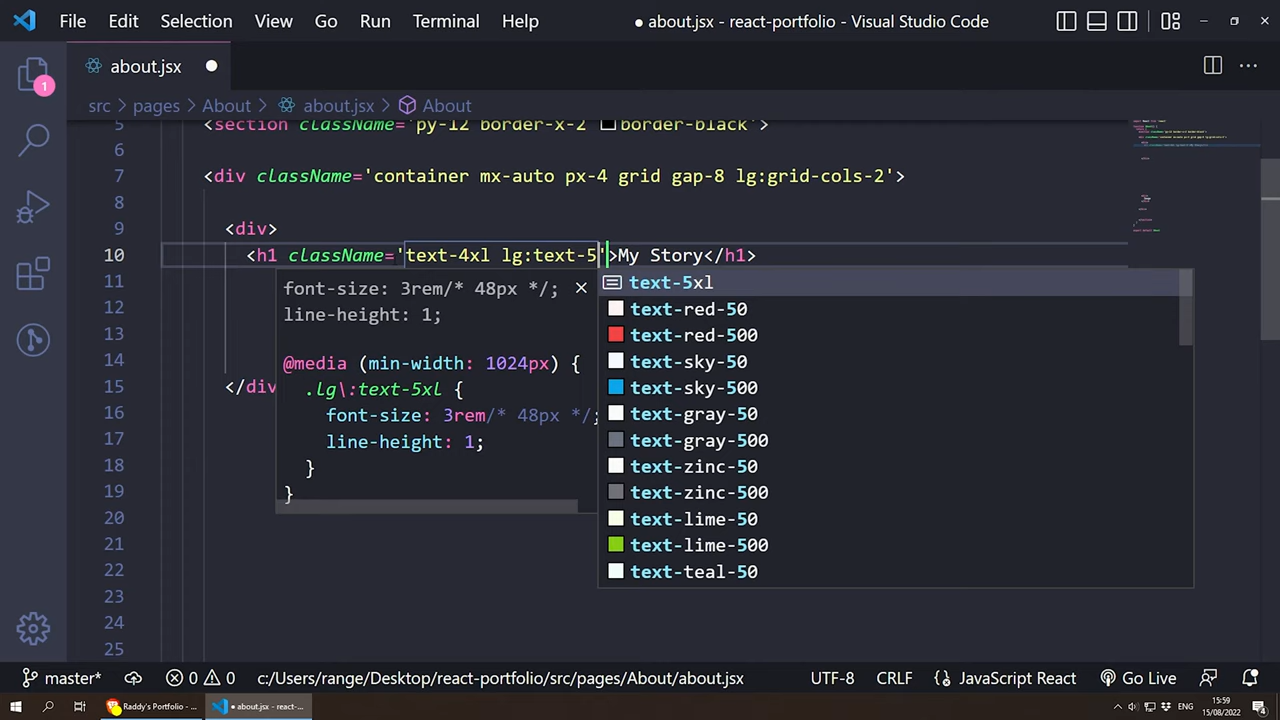 File Edit Selection View Go Run Terminal Help ● about.jsx - react-portfolio - Visual Studio Code
1
about.jsx
src > pages > About > about.jsx > About
5 <section className='py-12 border-x-2 border-black'>
6
7 <div className='container mx-auto px-4 grid gap-8 lg:grid-cols-2'>
8
9 <div>
10 <h1 className='text-4xl lg:text-5'>My Story</h1>
11
12
13
14
15 </div
16
17
18
19
20
21
22
23
24
25
font-size: 3rem/* 48px */;
line-height: 1;
@media (min-width: 1024px) {
.lg\:text-5xl {
font-size: 3rem/* 48px */;
line-height: 1;
}
}
text-5xl
text-red-50
text-red-500
text-sky-50
text-sky-500
text-gray-50
text-gray-500
text-zinc-50
text-zinc-500
text-lime-50
text-lime-500
text-teal-50
master* 0 0 c:/Users/range/Desktop/react-portfolio/src/pages/About/about.jsx UTF-8 CRLF {} JavaScript React Go Live
Raddy's Portfolio - ... ● about.jsx - react-... ENG 15:59
15/08/2022 4